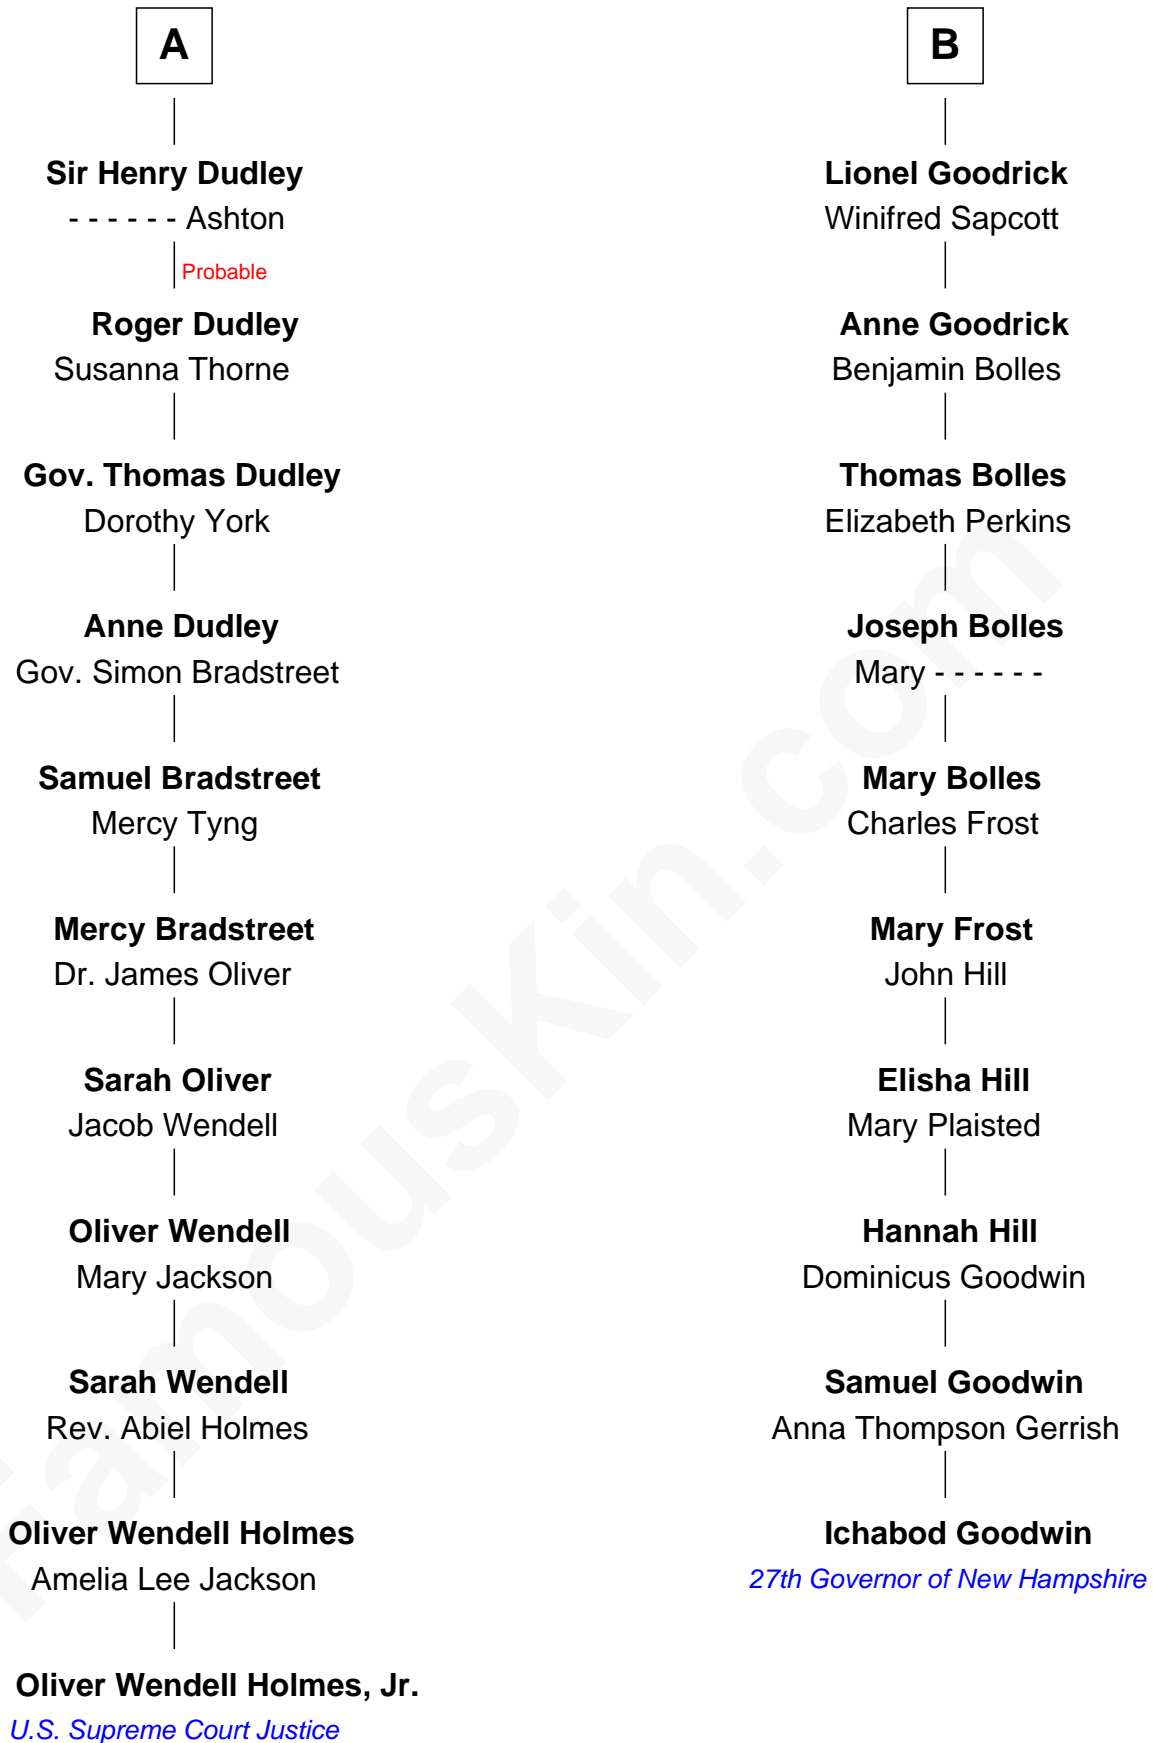 A
Sir Henry Dudley
- - - - - - Ashton
Probable
Roger Dudley
Susanna Thorne
Gov. Thomas Dudley
Dorothy York
Anne Dudley
Gov. Simon Bradstreet
Samuel Bradstreet
Mercy Tyng
Mercy Bradstreet
Dr. James Oliver
Sarah Oliver
Jacob Wendell
Oliver Wendell
Mary Jackson
Sarah Wendell
Rev. Abiel Holmes
Oliver Wendell Holmes
Amelia Lee Jackson
Oliver Wendell Holmes, Jr.
U.S. Supreme Court Justice
B
Lionel Goodrick
Winifred Sapcott
Anne Goodrick
Benjamin Bolles
Thomas Bolles
Elizabeth Perkins
Joseph Bolles
Mary - - - - - -
Mary Bolles
Charles Frost
Mary Frost
John Hill
Elisha Hill
Mary Plaisted
Hannah Hill
Dominicus Goodwin
Samuel Goodwin
Anna Thompson Gerrish
Ichabod Goodwin
27th Governor of New Hampshire
FamousKin.com